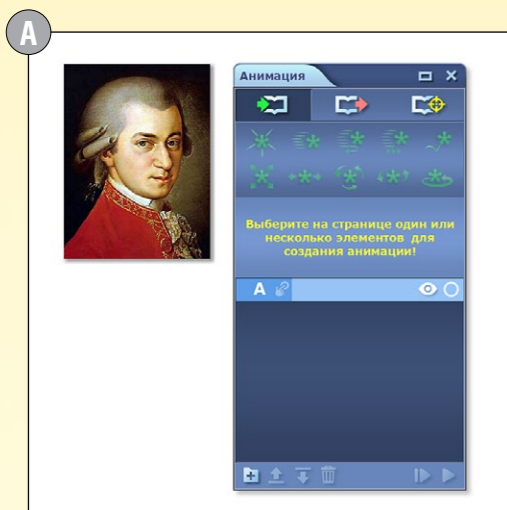 A
Анимация
Выберите на странице один или
несколько элементов для
создания анимации!
A